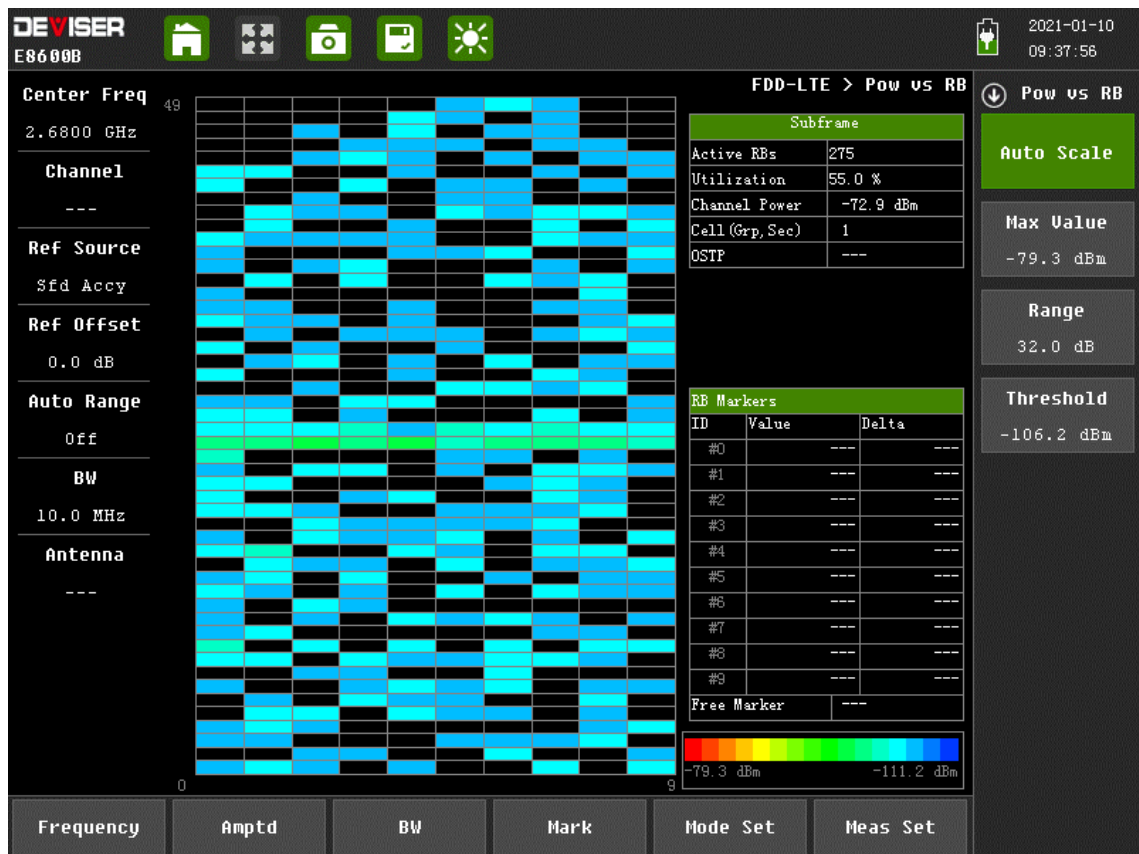 DEVISER
E8600B
2021-01-10
09:37:56
Center Freq
2.6800 GHz
Channel
---
Ref Source
Sfd Accy
Ref Offset
0.0 dB
Auto Range
Off
BW
10.0 MHz
Antenna
---
FDD-LTE > Pow vs RB
49
0
9
Subframe
Active RBs 275
Utilization 55.0 %
Channel Power -72.9 dBm
Cell(Grp,Sec) 1
OSTP ---
RB Markers
ID Value Delta
#0 --- ---
#1 --- ---
#2 --- ---
#3 --- ---
#4 --- ---
#5 --- ---
#6 --- ---
#7 --- ---
#8 --- ---
#9 --- ---
Free Marker ---
-79.3 dBm -111.2 dBm
Pow vs RB
Auto Scale
Max Value
-79.3 dBm
Range
32.0 dB
Threshold
-106.2 dBm
Frequency Amptd BW Mark Mode Set Meas Set